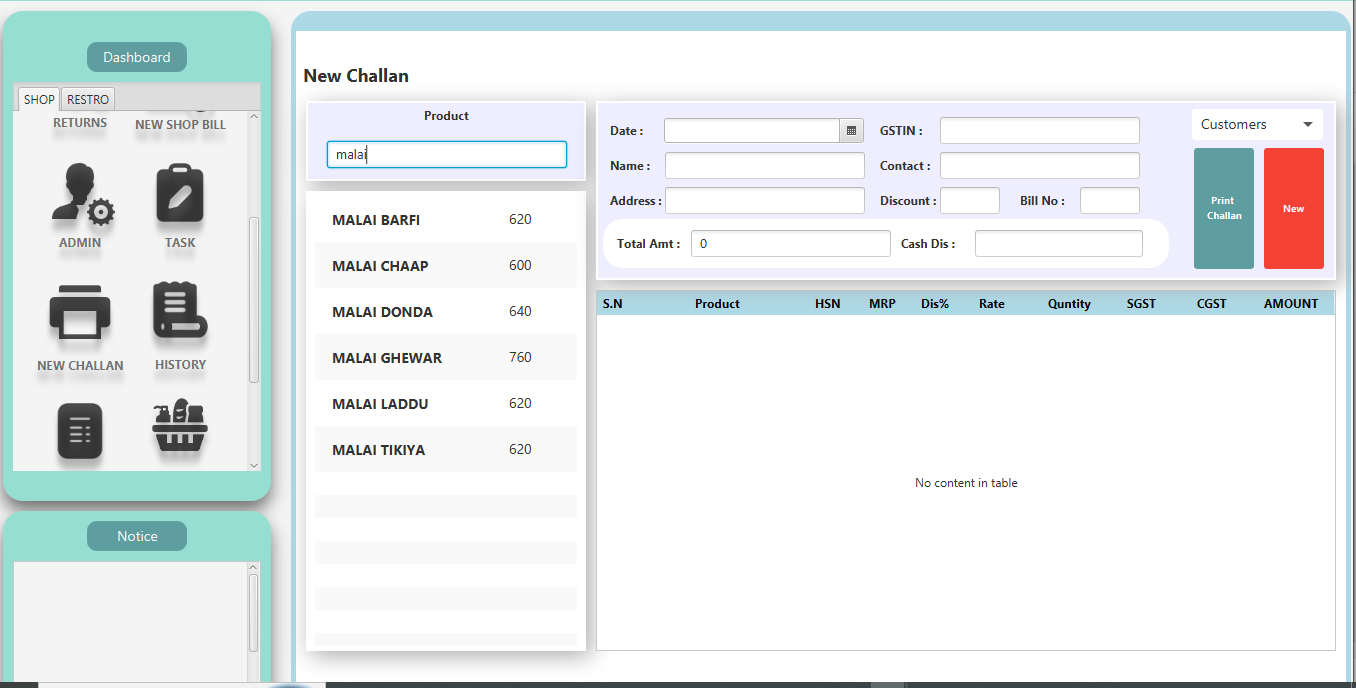 Dashboard
SHOP RESTRO
RETURNS NEW SHOP BILL
ADMIN TASK
NEW CHALLAN HISTORY
Notice
New Challan
Product
malai
MALAI BARFI 620
MALAI CHAAP 600
MALAI DONDA 640
MALAI GHEWAR 760
MALAI LADDU 620
MALAI TIKIYA 620
Date : GSTIN : Customers
Name : Contact :
Address : Discount : Bill No :
Total Amt : 0 Cash Dis :
Print
Challan
New
S.N Product HSN MRP Dis% Rate Quntity SGST CGST AMOUNT
No content in table